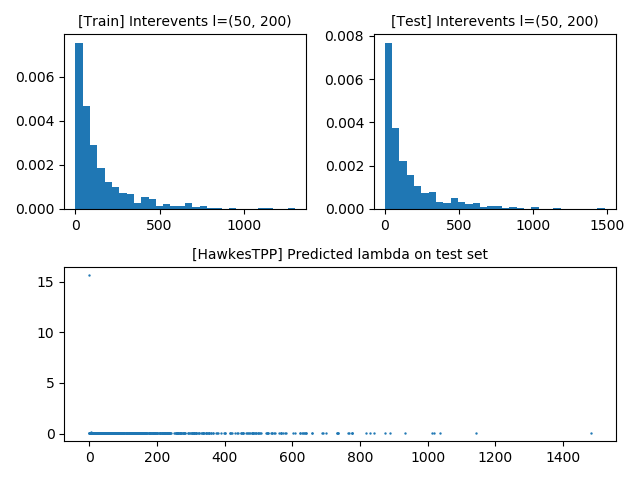 [Train] Interevents l=(50, 200)
[Test] Interevents l=(50, 200)
0.006
0.004
0.002
0.000
0 500 1000
0.008
0.006
0.004
0.002
0.000
0 500 1000 1500
[HawkesTPP] Predicted lambda on test set
15
10
5
0
0 200 400 600 800 1000 1200 1400